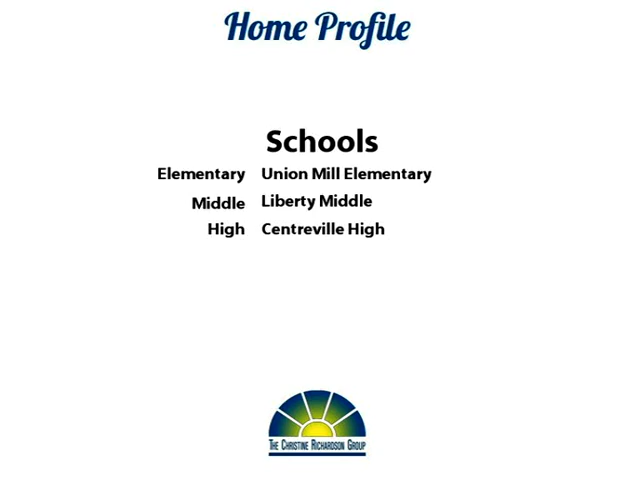 Home Profile
Schools
Elementary Union Mill Elementary
Middle Liberty Middle
High Centreville High
The Christine Richardson Group